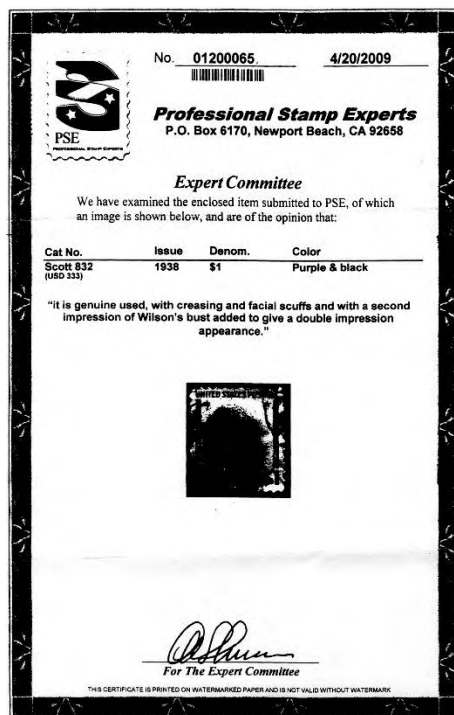 No. 01200065 4/20/2009
PSE
PROFESSIONAL STAMP EXPERTS
Professional Stamp Experts
P.O. Box 6170, Newport Beach, CA 92658
Expert Committee
We have examined the enclosed item submitted to PSE, of which
an image is shown below, and are of the opinion that:
Cat No. Issue Denom. Color
Scott 832 1938 $1 Purple & black
(USD 333)
"it is genuine used, with creasing and facial scuffs and with a second
impression of Wilson's bust added to give a double impression
appearance."
UNITED STATES
For The Expert Committee
THIS CERTIFICATE IS PRINTED ON WATERMARKED PAPER AND IS NOT VALID WITHOUT WATERMARK